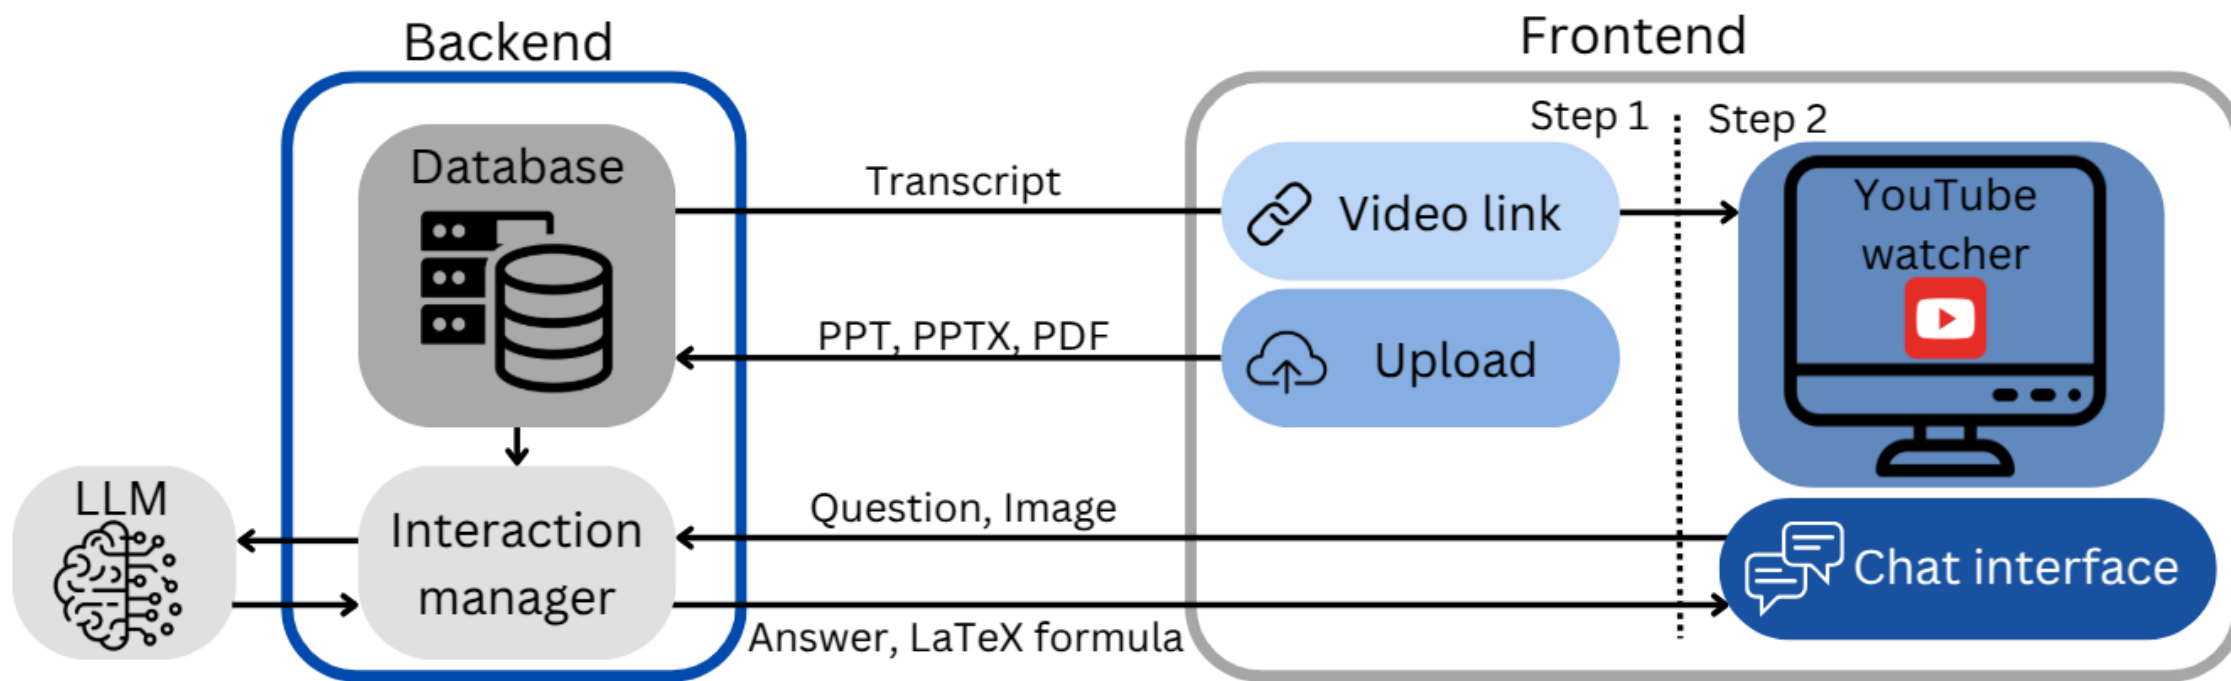 Backend
Frontend
Step 1
Step 2
Database
Transcript
Video link
YouTube
watcher
PPT, PPTX, PDF
Upload
LLM
Interaction
manager
Question, Image
Chat interface
Answer, LaTeX formula